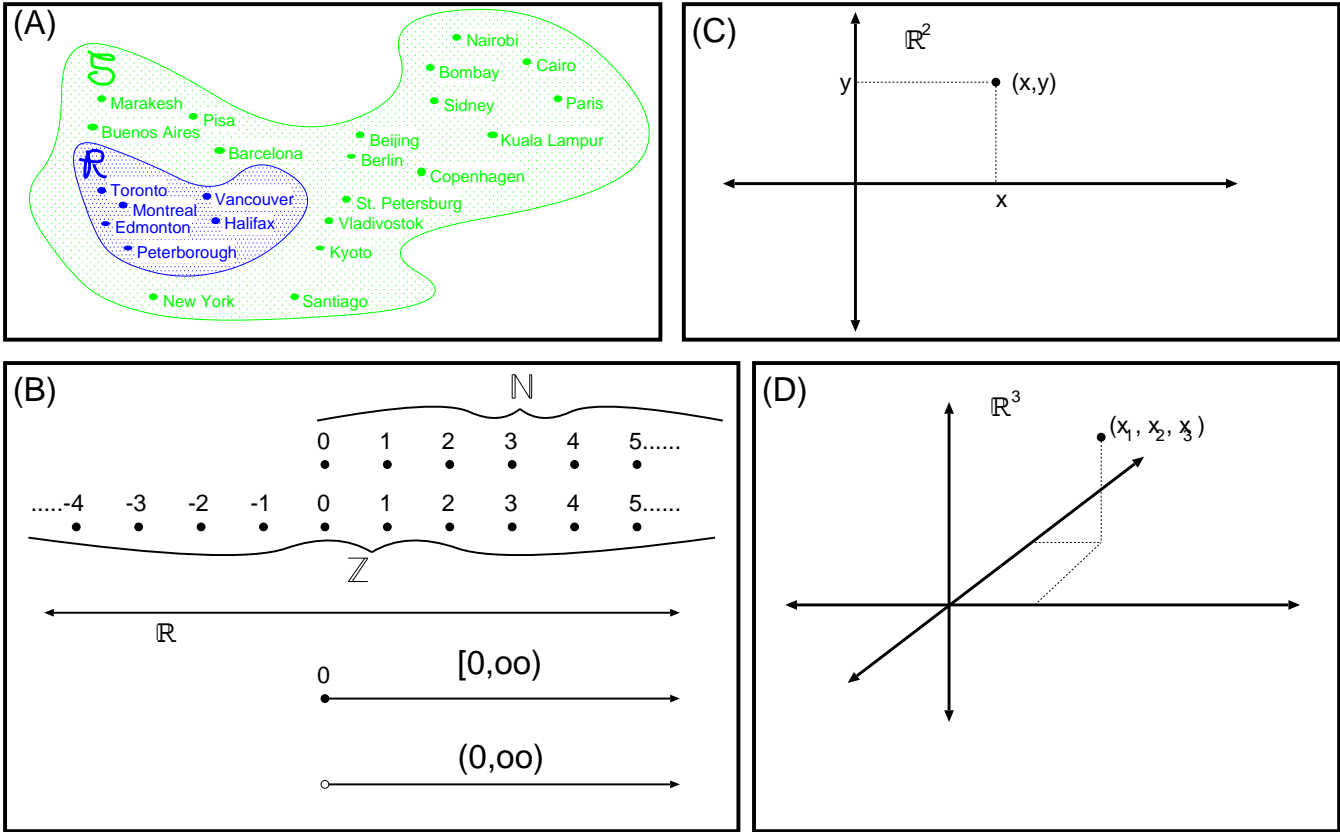 (A)
S
Nairobi
Cairo
Bombay
Marakesh
Sidney
Paris
Pisa
Buenos Aires
Beijing
Kuala Lampur
Barcelona
Berlin
R
Copenhagen
Toronto
Vancouver
St. Petersburg
Montreal
Edmonton
Halifax
Vladivostok
Peterborough
Kyoto
New York
Santiago
(C)
ℝ²
y
(x,y)
x
(B)
ℕ
0 1 2 3 4 5......
.....-4 -3 -2 -1 0 1 2 3 4 5......
ℤ
ℝ
0
[0,oo)
(0,oo)
(D)
ℝ³
(x₁, x₂, x₃)